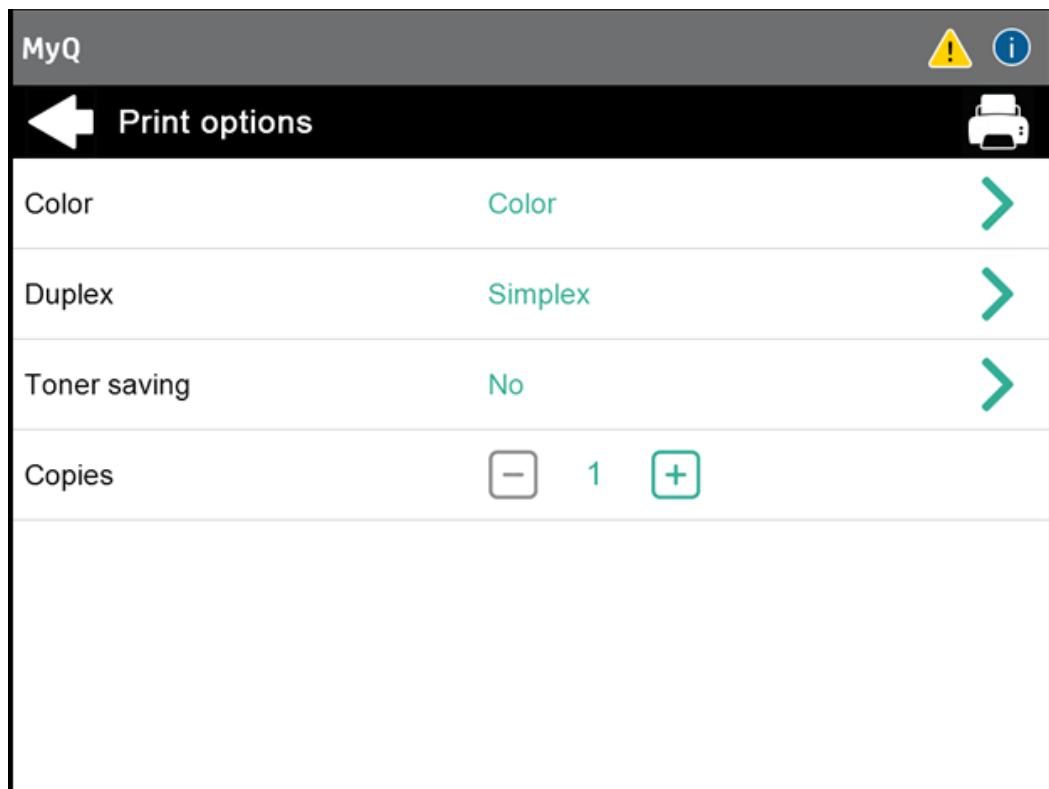 MyQ
Print options
Color Color
Duplex Simplex
Toner saving No
Copies − 1 +